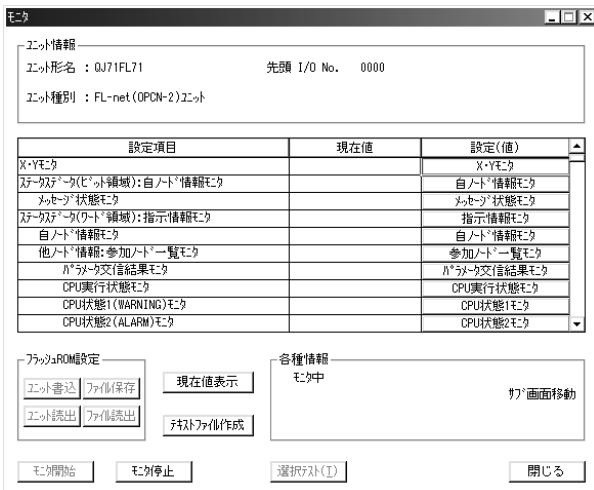 モニタ
ユニット情報
ユニット形名 : QJ71FL71 先頭 I/O No. 0000
ユニット種別 : FL-net(OPCN-2)ユニット
設定項目 現在値 設定(値)
X・Yモニタ X・Yモニタ
ステータスデータ(ビット領域):自ノード情報モニタ 自ノード情報モニタ
メッセージ状態モニタ メッセージ状態モニタ
ステータスデータ(ワード領域):指示情報モニタ 指示情報モニタ
自ノード情報モニタ 自ノード情報モニタ
他ノード情報:参加ノード一覧モニタ 参加ノード一覧モニタ
パラメータ交信結果モニタ パラメータ交信結果モニタ
CPU実行状態モニタ CPU実行状態モニタ
CPU状態1(WARNING)モニタ CPU状態1モニタ
CPU状態2(ALARM)モニタ CPU状態2モニタ
フラッシュROM設定
ユニット書込 ファイル保存
ユニット読出 ファイル読出
現在値表示
テキストファイル作成
各種情報
モニタ中
サブ画面移動
モニタ開始 モニタ停止 選択テスト(T) 閉じる